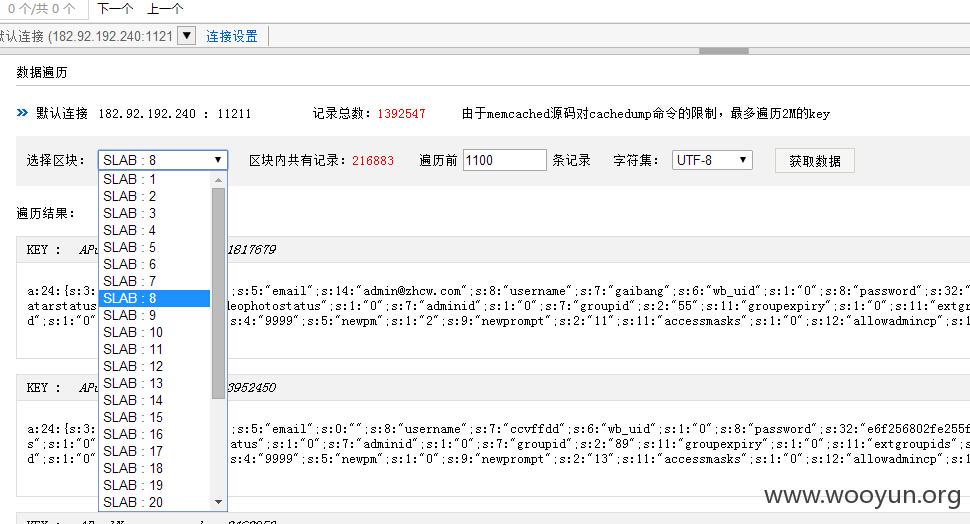 0 个/共 0 个 下一个 上一个
默认连接 (182.92.192.240:1121 连接设置
数据遍历
默认连接 182.92.192.240 : 11211 记录总数: 1392547 由于memcached源码对cachedump命令的限制，最多遍历2M的key
选择区块: SLAB : 8 区块内共有记录: 216883 遍历前 1100 条记录 字符集: UTF-8 获取数据
SLAB : 1
SLAB : 2
SLAB : 3
遍历结果:
SLAB : 4
SLAB : 5
KEY : 1817679
SLAB : 6
SLAB : 7
a:24:{s:3: ;s:5:"email";s:14:"admin@zhcw.com";s:8:"username";s:7:"gaibang";s:6:"wb_uid";s:1:"0";s:8:"password";s:32:"
SLAB : 8
atarstatus eophotostatus";s:1:"0";s:7:"adminid";s:1:"0";s:7:"groupid";s:2:"55";s:11:"groupexpiry";s:1:"0";s:11:"extgr
SLAB : 9
d";s:1:"0" s:4:"9999";s:5:"newpm";s:1:"2";s:9:"newprompt";s:2:"11";s:11:"accessmasks";s:1:"0";s:12:"allowadmincp";s:1
SLAB : 10
SLAB : 11
SLAB : 12
SLAB : 13
KEY : 3952450
SLAB : 14
SLAB : 15
a:24:{s:3: ;s:5:"email";s:0:"";s:8:"username";s:7:"ccvffdd";s:6:"wb_uid";s:1:"0";s:8:"password";s:32:"e6f256802fe255f
SLAB : 16
s";s:1:"0" atus";s:1:"0";s:7:"adminid";s:1:"0";s:7:"groupid";s:2:"89";s:11:"groupexpiry";s:1:"0";s:11:"extgroupids";s
SLAB : 17
d";s:1:"0" s:4:"9999";s:5:"newpm";s:1:"0";s:9:"newprompt";s:2:"13";s:11:"accessmasks";s:1:"0";s:12:"allowadmincp";s:1
SLAB : 18
SLAB : 19
SLAB : 20
www.wooyun.org